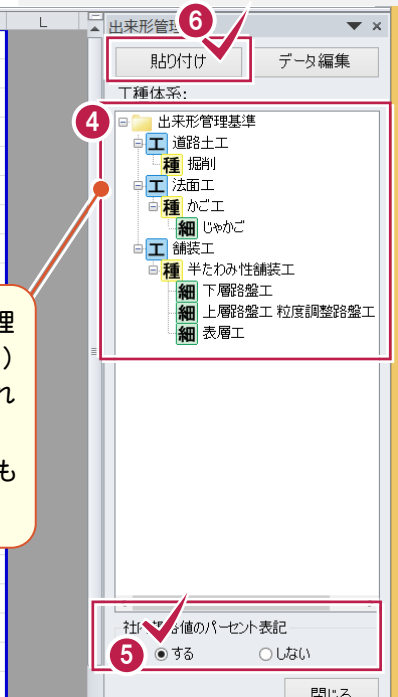 L
出来形管
6
貼り付け
データ編集
工種体系:
4
出来形管理基準
工 道路土工
種 掘削
工 法面工
種 かご工
細 じゃかご
工 舗装工
種 半たわみ性舗装工
細 下層路盤工
細 上層路盤工 粒度調整路盤工
細 表層工
理
)
れ
も
社内 格値のパーセント表記
5
する
しない
閉じる